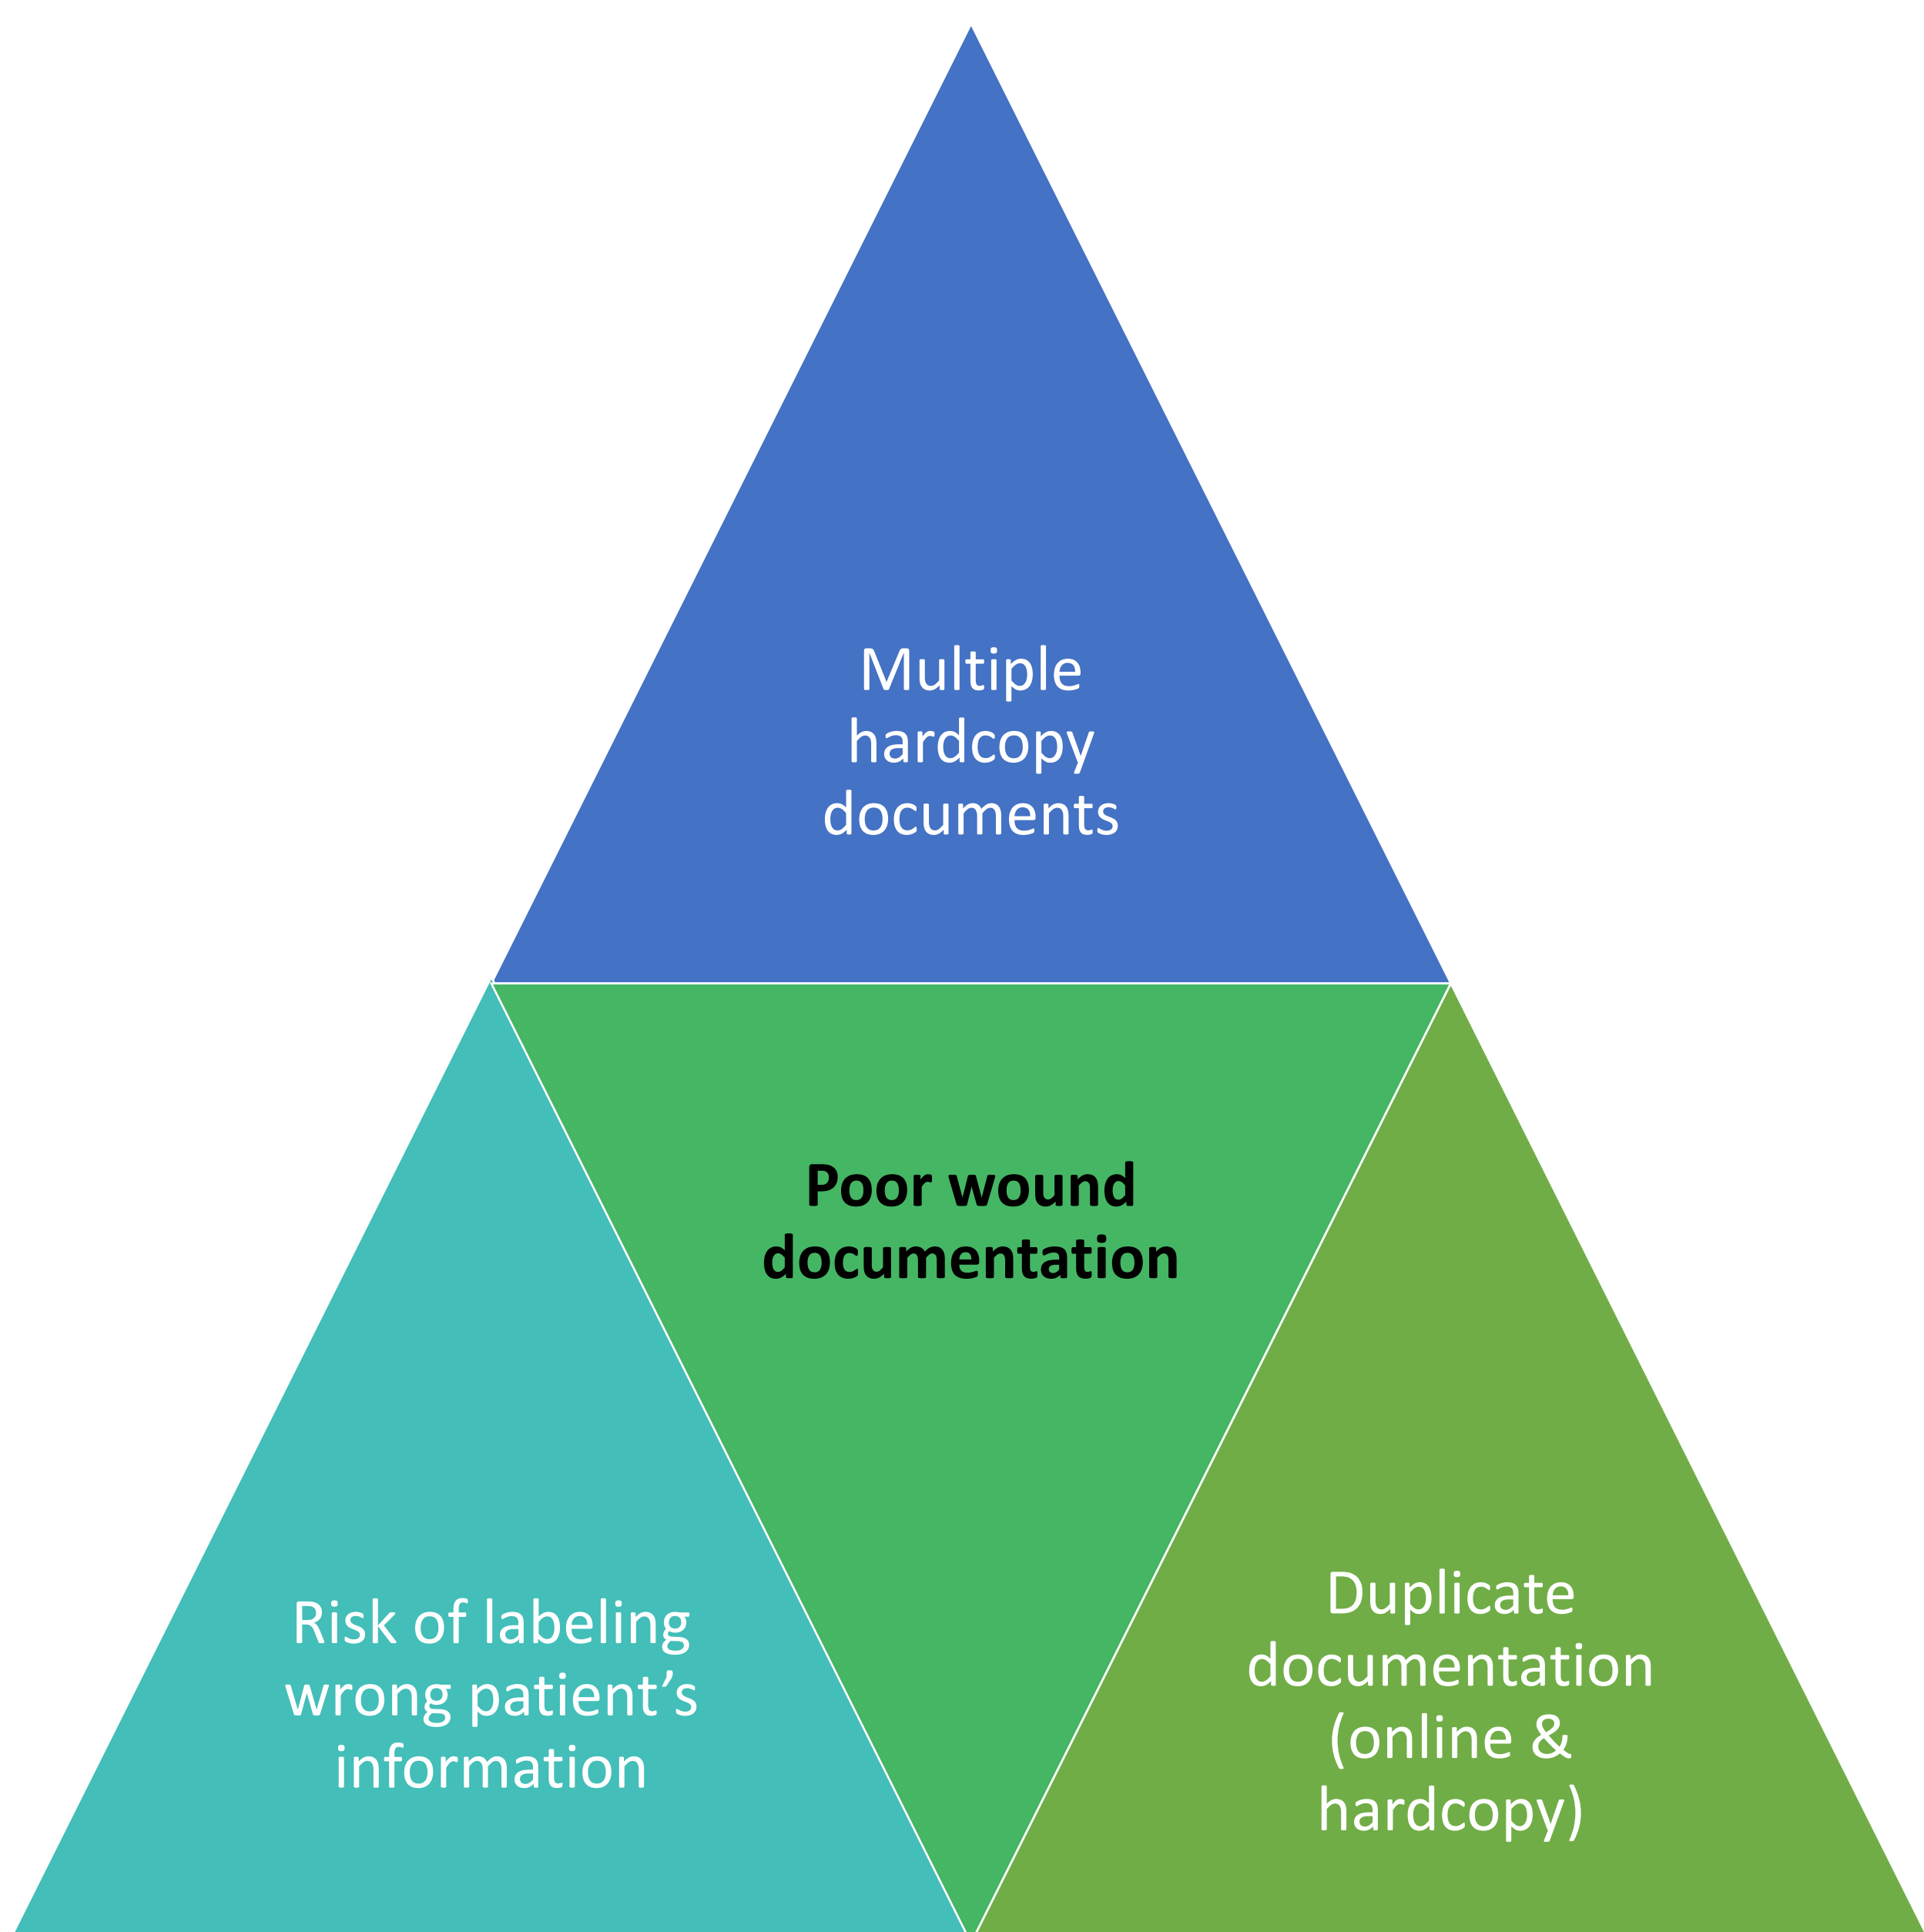 Multiple
hardcopy
documents
Poor wound
documentation
Risk of labeling
wrong patient’s
information
Duplicate
documentation
(online &
hardcopy)